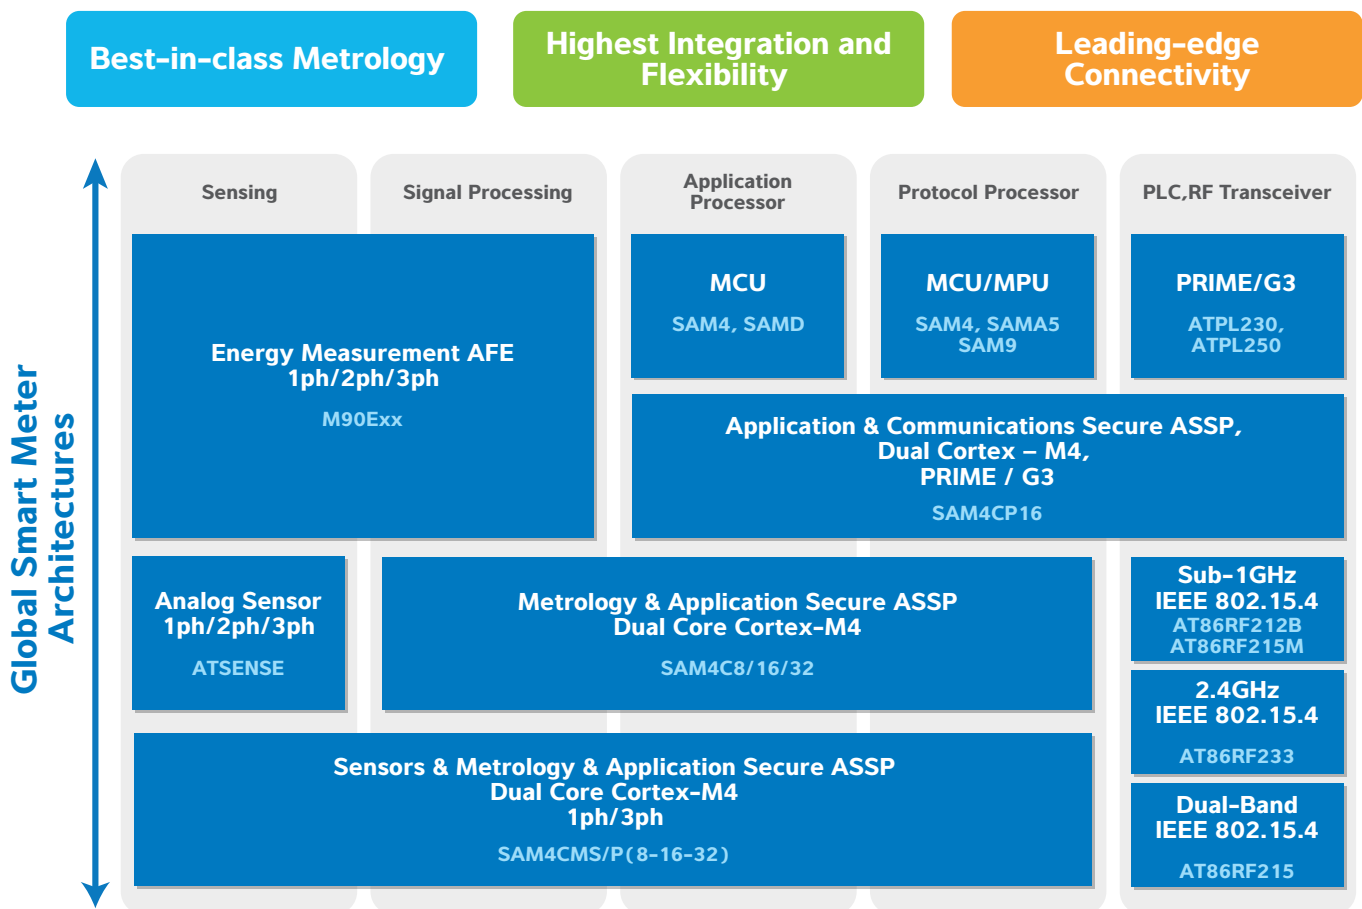 Best-in-class Metrology
Highest Integration and
Flexibility
Leading-edge
Connectivity
Global Smart Meter
Architectures
Sensing
Signal Processing
Application
Processor
Protocol Processor
PLC,RF Transceiver
Energy Measurement AFE
1ph/2ph/3ph
M90Exx
MCU
SAM4, SAMD
MCU/MPU
SAM4, SAMA5
SAM9
PRIME/G3
ATPL230,
ATPL250
Application & Communications Secure ASSP,
Dual Cortex – M4,
PRIME / G3
SAM4CP16
Analog Sensor
1ph/2ph/3ph
ATSENSE
Metrology & Application Secure ASSP
Dual Core Cortex-M4
SAM4C8/16/32
Sub-1GHz
IEEE 802.15.4
AT86RF212B
AT86RF215M
2.4GHz
IEEE 802.15.4
AT86RF233
Sensors & Metrology & Application Secure ASSP
Dual Core Cortex-M4
1ph/3ph
SAM4CMS/P(8-16-32)
Dual-Band
IEEE 802.15.4
AT86RF215